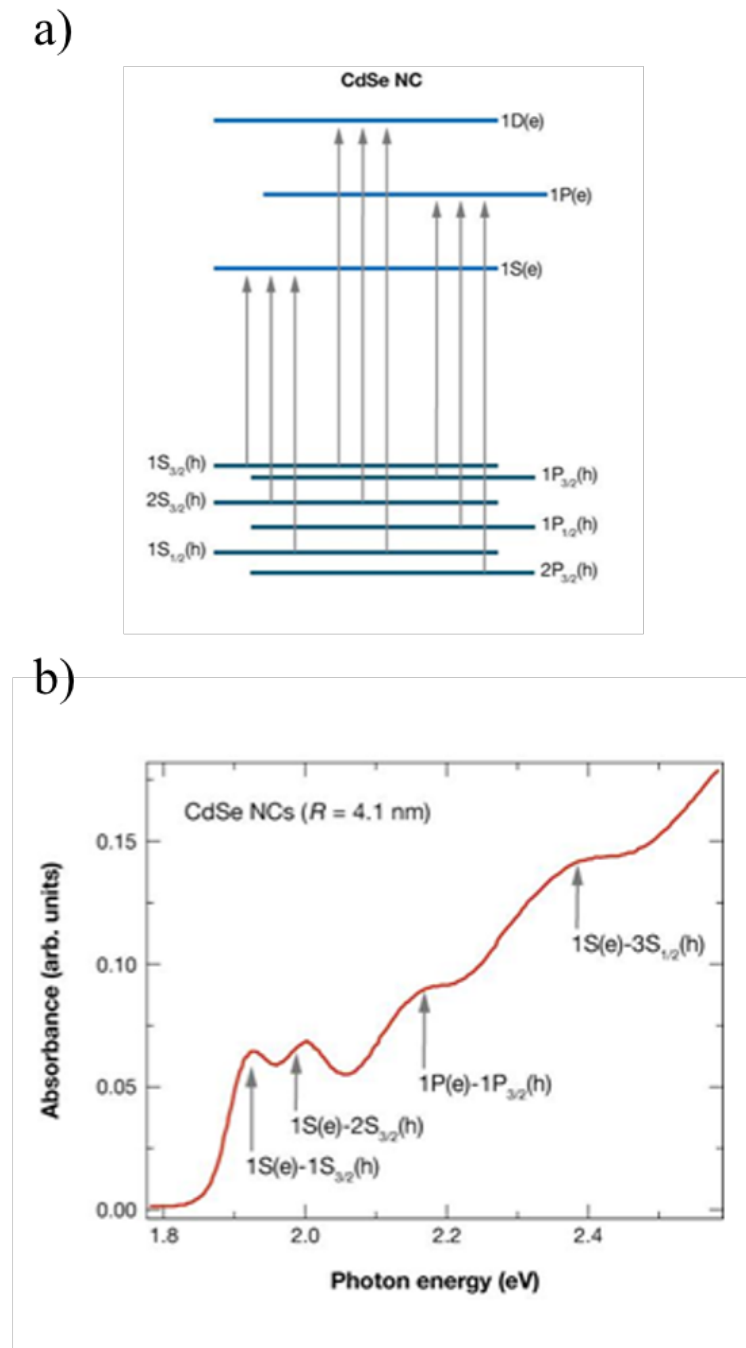 a)
CdSe NC
1D(e)
1P(e)
1S(e)
1S3/2(h)
1P3/2(h)
2S3/2(h)
1P1/2(h)
1S1/2(h)
2P3/2(h)
b)
CdSe NCs (R = 4.1 nm)
0.15
1S(e)-3S1/2(h)
0.10
1P(e)-1P3/2(h)
0.05
1S(e)-2S3/2(h)
1S(e)-1S3/2(h)
0.00
1.8 2.0 2.2 2.4
Absorbance (arb. units)
Photon energy (eV)